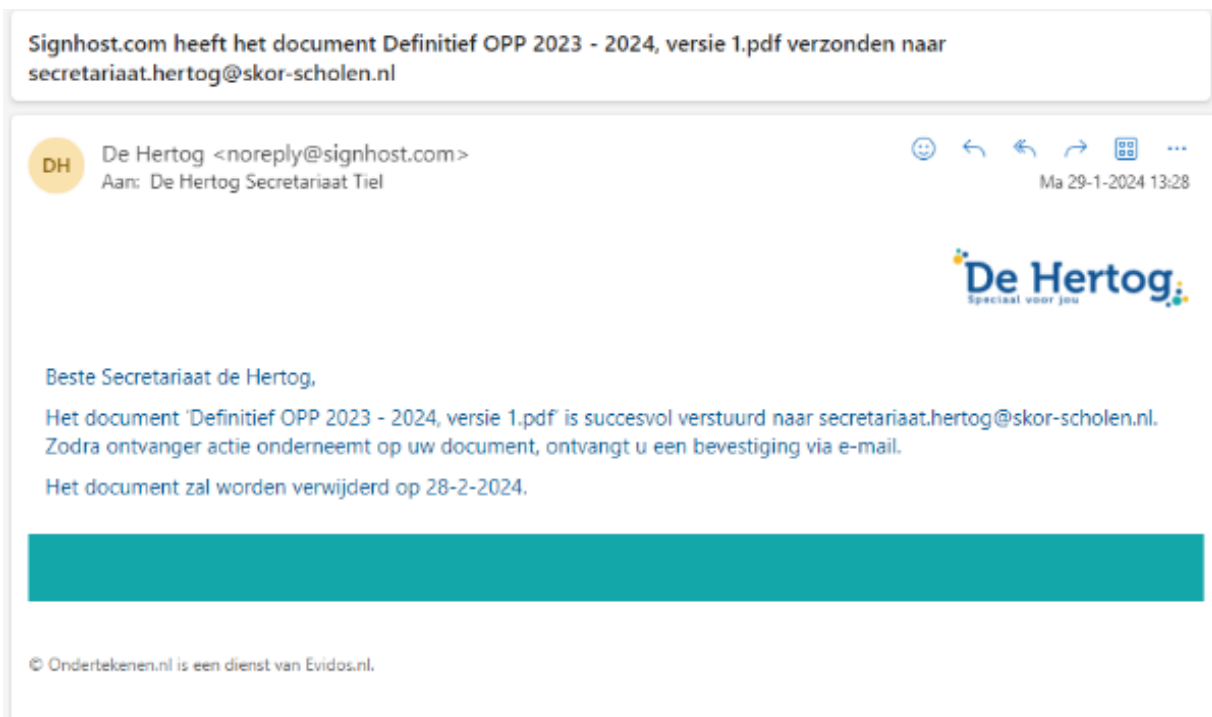 Signhost.com heeft het document Definitief OPP 2023 - 2024, versie 1.pdf verzonden naar
secretariaat.hertog@skor-scholen.nl
DH
De Hertog <noreply@signhost.com>
Aan: De Hertog Secretariaat Tiel
Ma 29-1-2024 13:28
De Hertog
Speciaal voor jou
Beste Secretariaat de Hertog,
Het document 'Definitief OPP 2023 - 2024, versie 1.pdf' is succesvol verstuurd naar secretariaat.hertog@skor-scholen.nl.
Zodra ontvanger actie onderneemt op uw document, ontvangt u een bevestiging via e-mail.
Het document zal worden verwijderd op 28-2-2024.
© Ondertekenen.nl is een dienst van Evidos.nl.